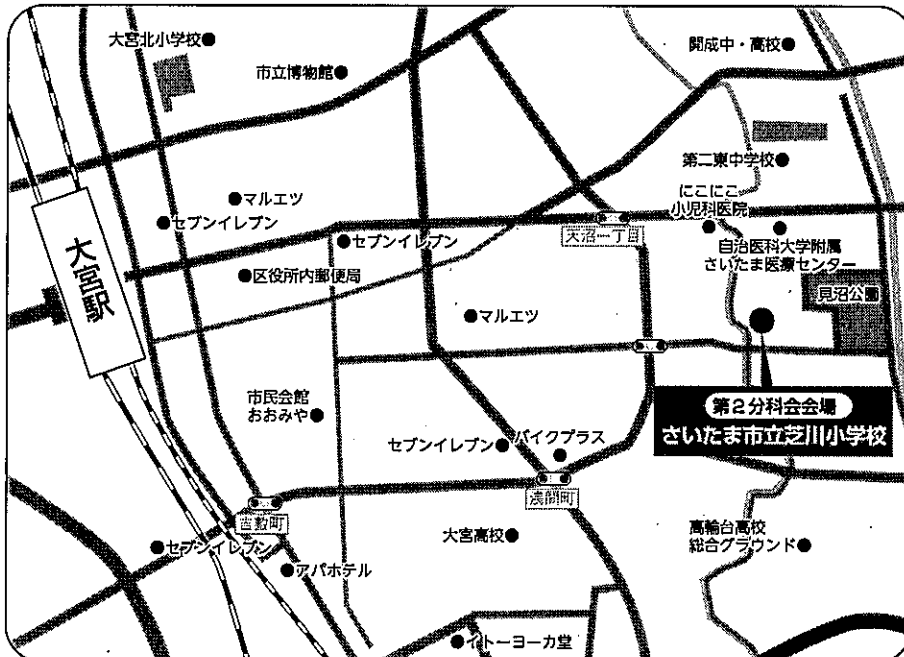 大宮北小学校
開成中・高校
市立博物館
第二東中学校
マルエツ
にこにこ
小児科医院
セブンイレブン
セブンイレブン
天沼一丁目
自治医科大学附属
さいたま医療センター
大宮駅
区役所内郵便局
見沼公園
マルエツ
第2分科会会場
さいたま市立芝川小学校
市民会館
おおみや
セブンイレブン
バイクプラス
浅間町
吉敷町
大宮高校
高輪台高校
総合グラウンド
セブンイレブン
アパホテル
イトーヨーカ堂